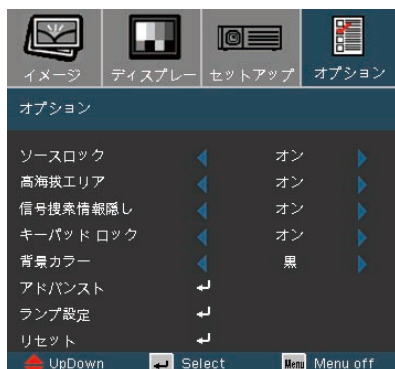 イメージ ディスプレー セットアップ オプション
オプション
ソースロック オン
高海拔エリア オン
信号捜索情報隠し オン
キーパッド ロック オン
背景カラー 黒
アドバンスト
ランプ設定
リセット
UpDown Select Menu Menu off